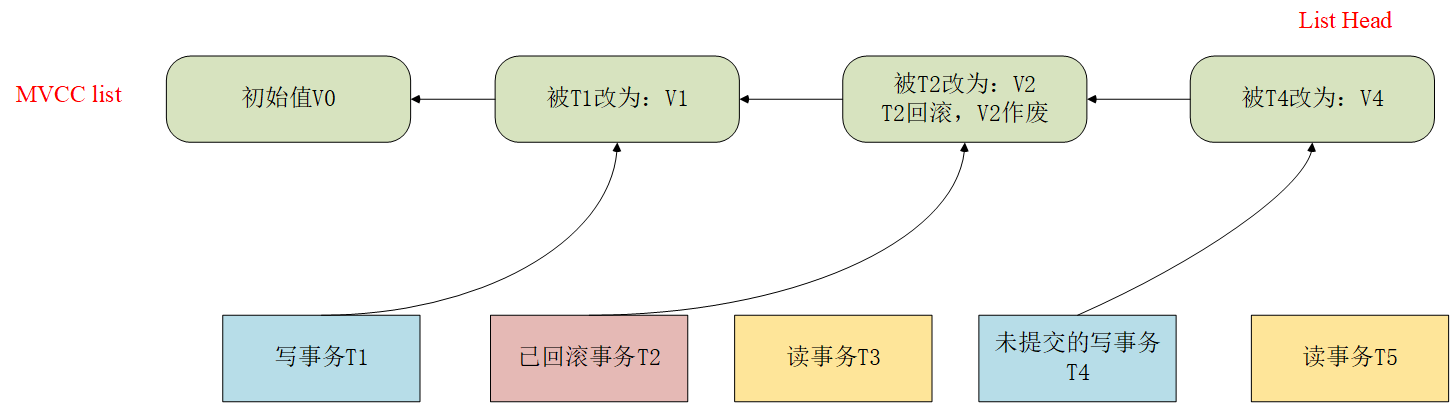 List Head
MVCC list
初始值V0
被T1改为：V1
被T2改为：V2
T2回滚，V2作废
被T4改为：V4
写事务T1
已回滚事务T2
读事务T3
未提交的写事务
T4
读事务T5